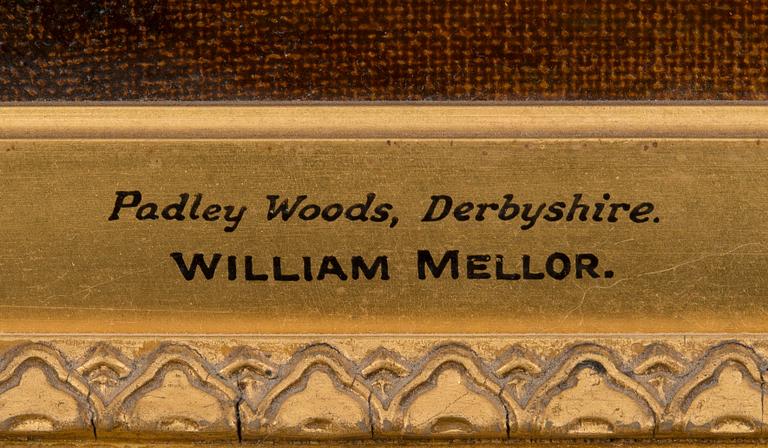 Padley Woods, Derbyshire.
WILLIAM MELLOR.